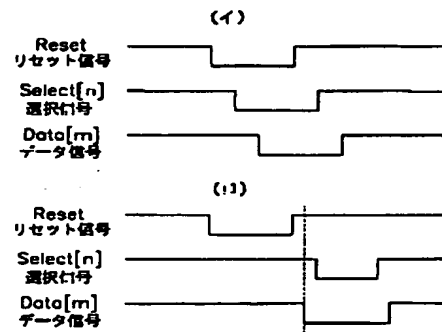 (イ)
Reset
リセット信号
Select[n]
選択信号
Data[m]
データ信号
(ロ)
Reset
リセット信号
Select[n]
選択信号
Data[m]
データ信号